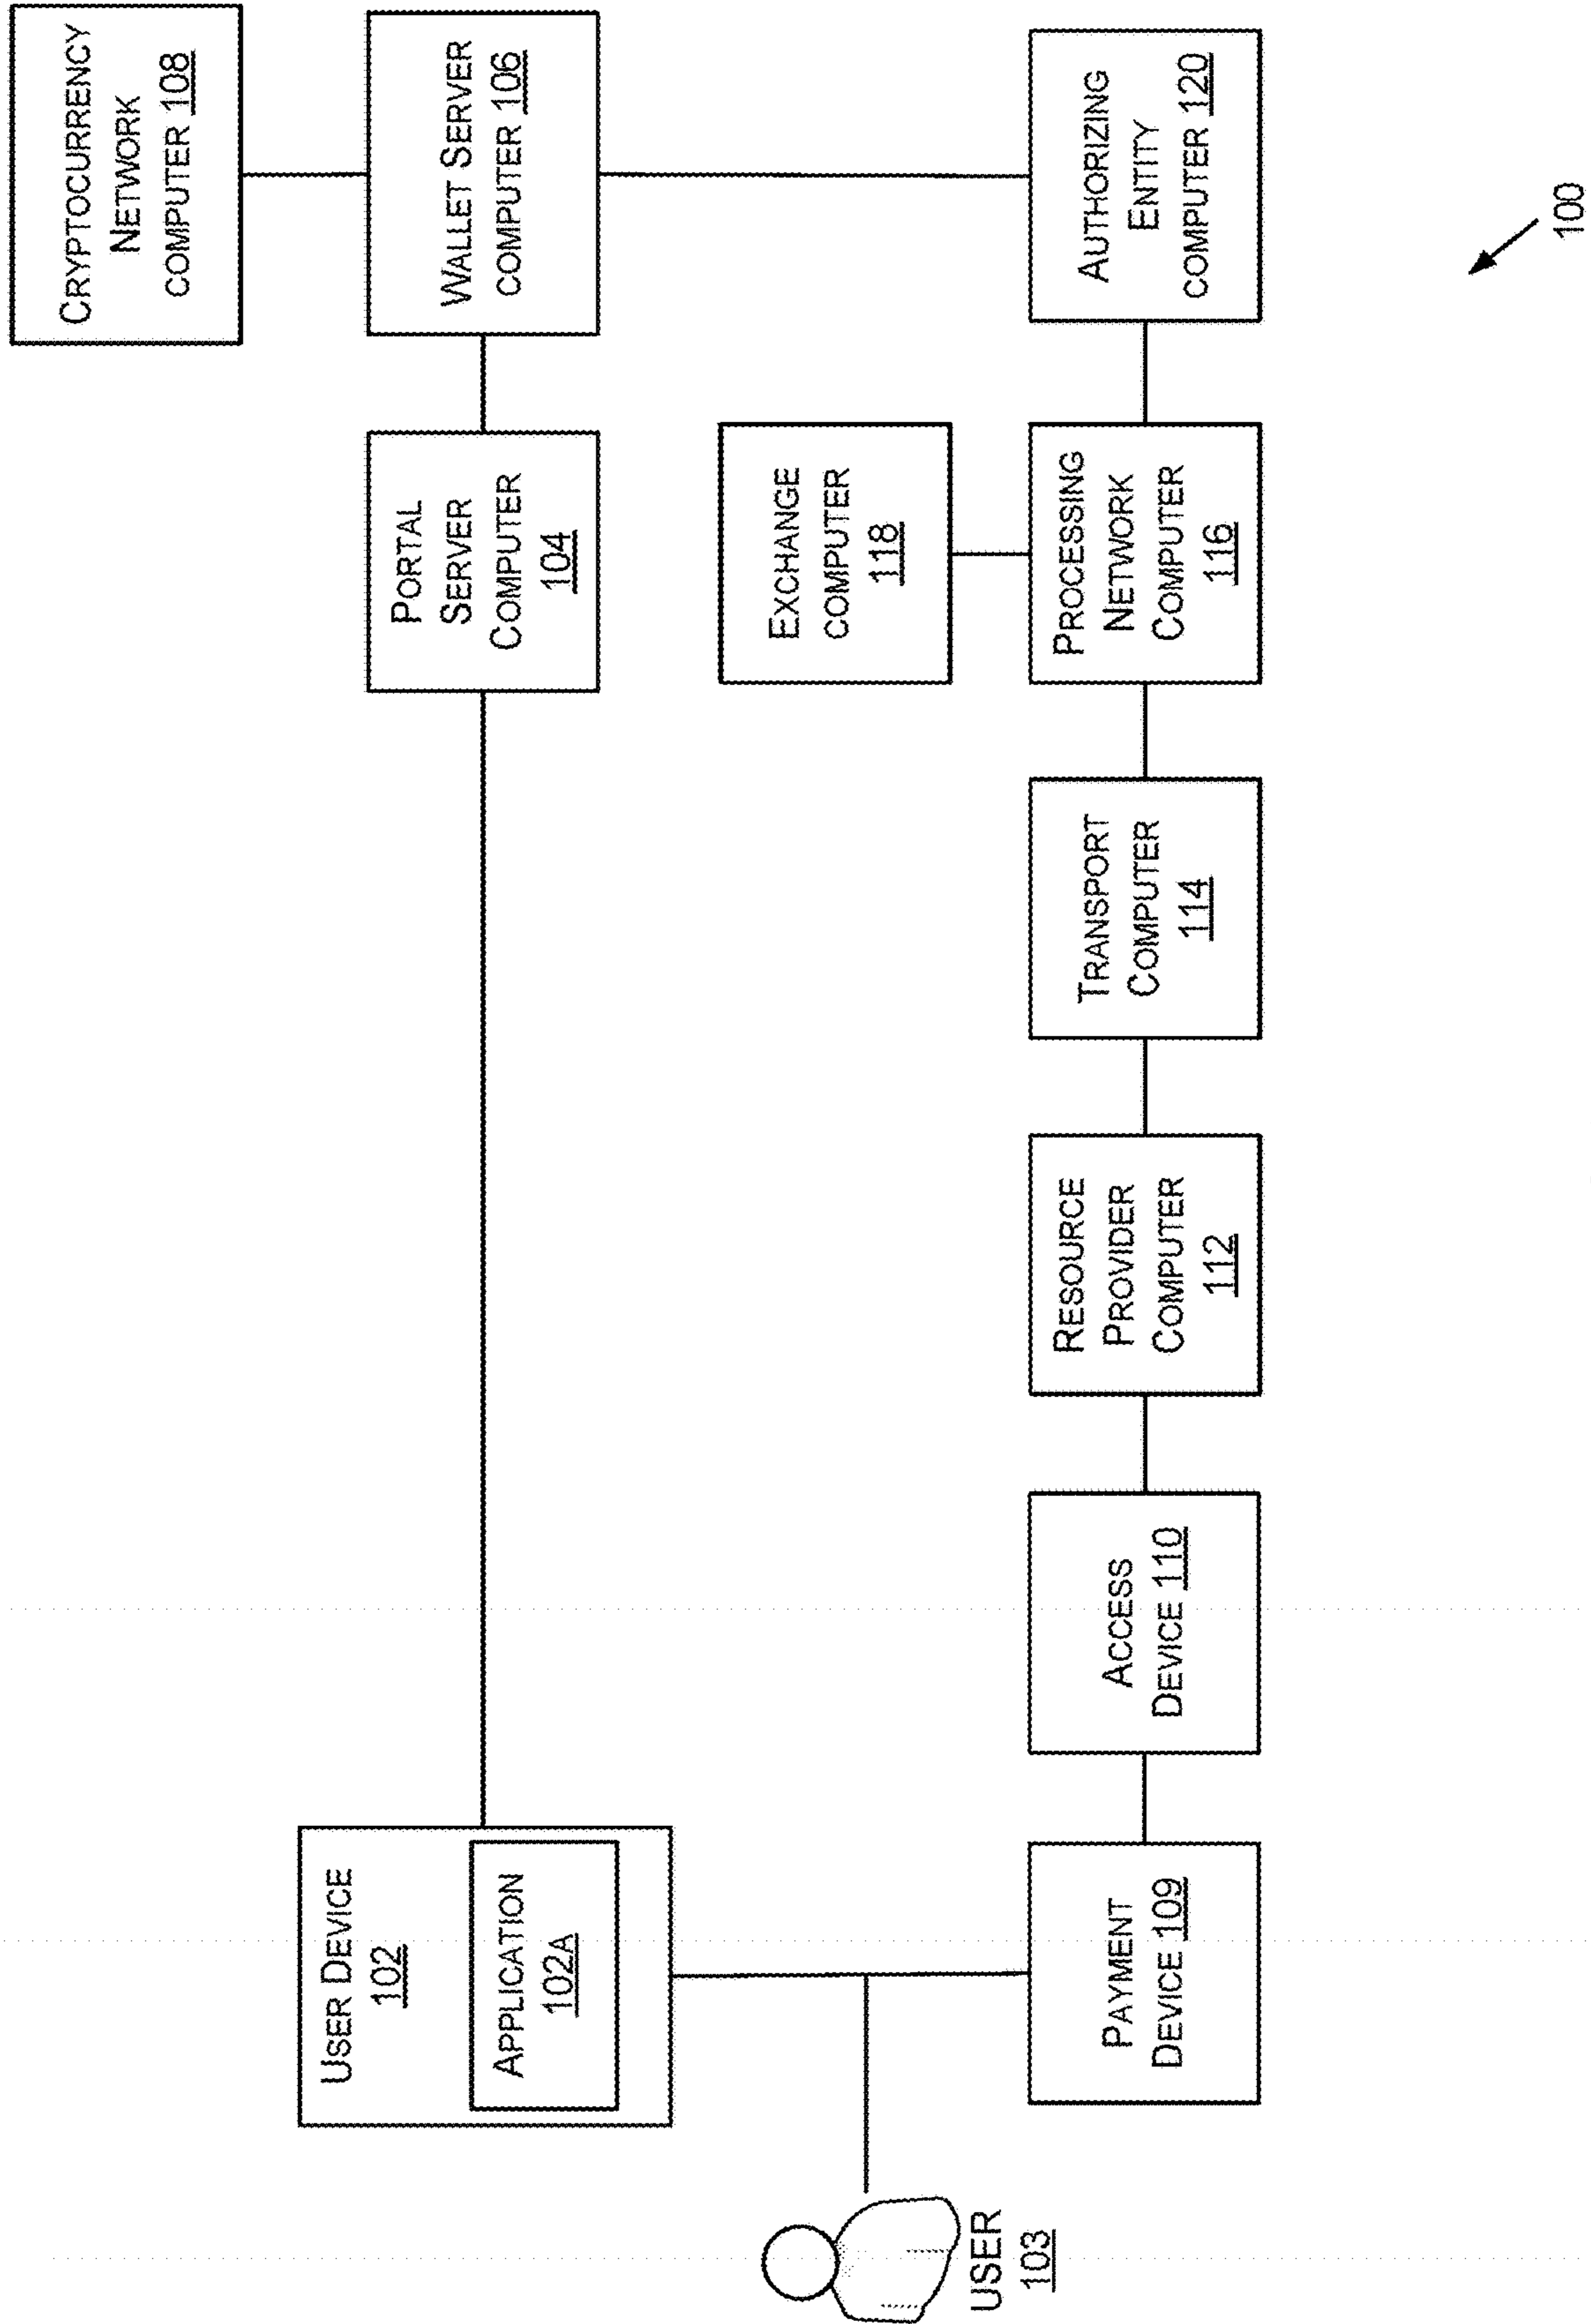 CRYPTOCURRENCY
NETWORK
COMPUTER 108
USER DEVICE
102
APPLICATION
102A
PORTAL
SERVER
COMPUTER
104
WALLET SERVER
COMPUTER 106
USER
103
EXCHANGE
COMPUTER
118
PAYMENT
DEVICE 109
ACCESS
DEVICE 110
RESOURCE
PROVIDER
COMPUTER
112
TRANSPORT
COMPUTER
114
PROCESSING
NETWORK
COMPUTER
116
AUTHORIZING
ENTITY
COMPUTER 120
100